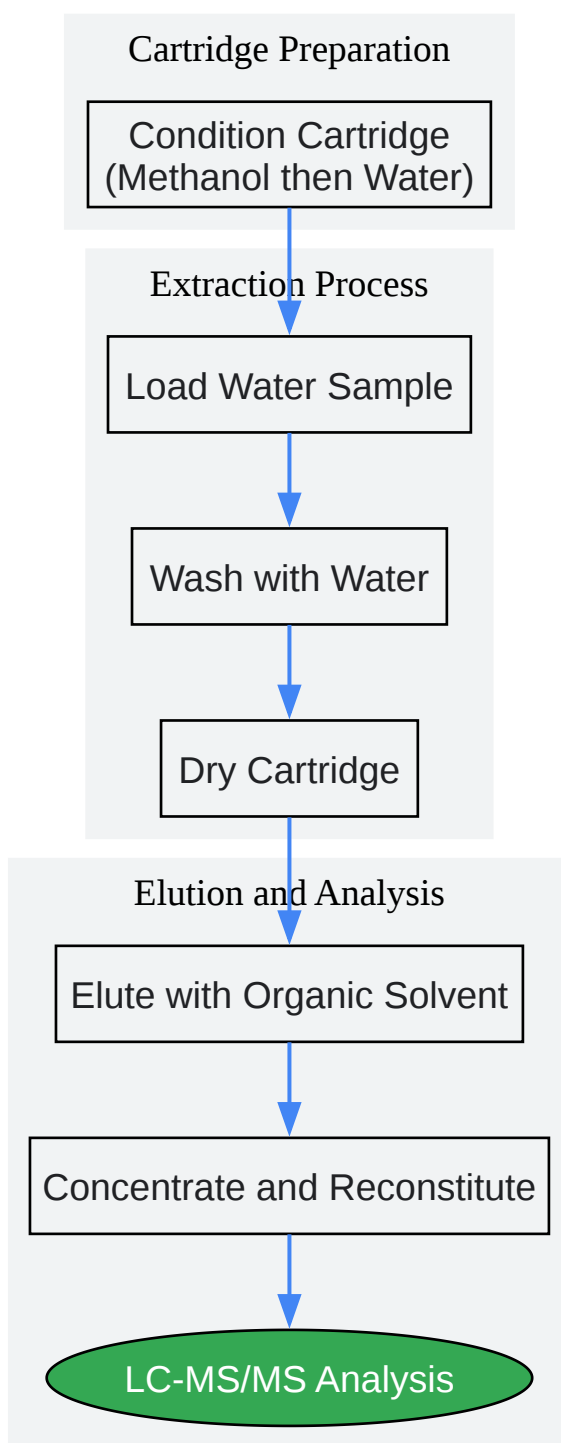 Cartridge Preparation
Condition Cartridge
(Methanol then Water)
Extraction Process
Load Water Sample
Wash with Water
Dry Cartridge
Elution and Analysis
Elute with Organic Solvent
Concentrate and Reconstitute
LC-MS/MS Analysis